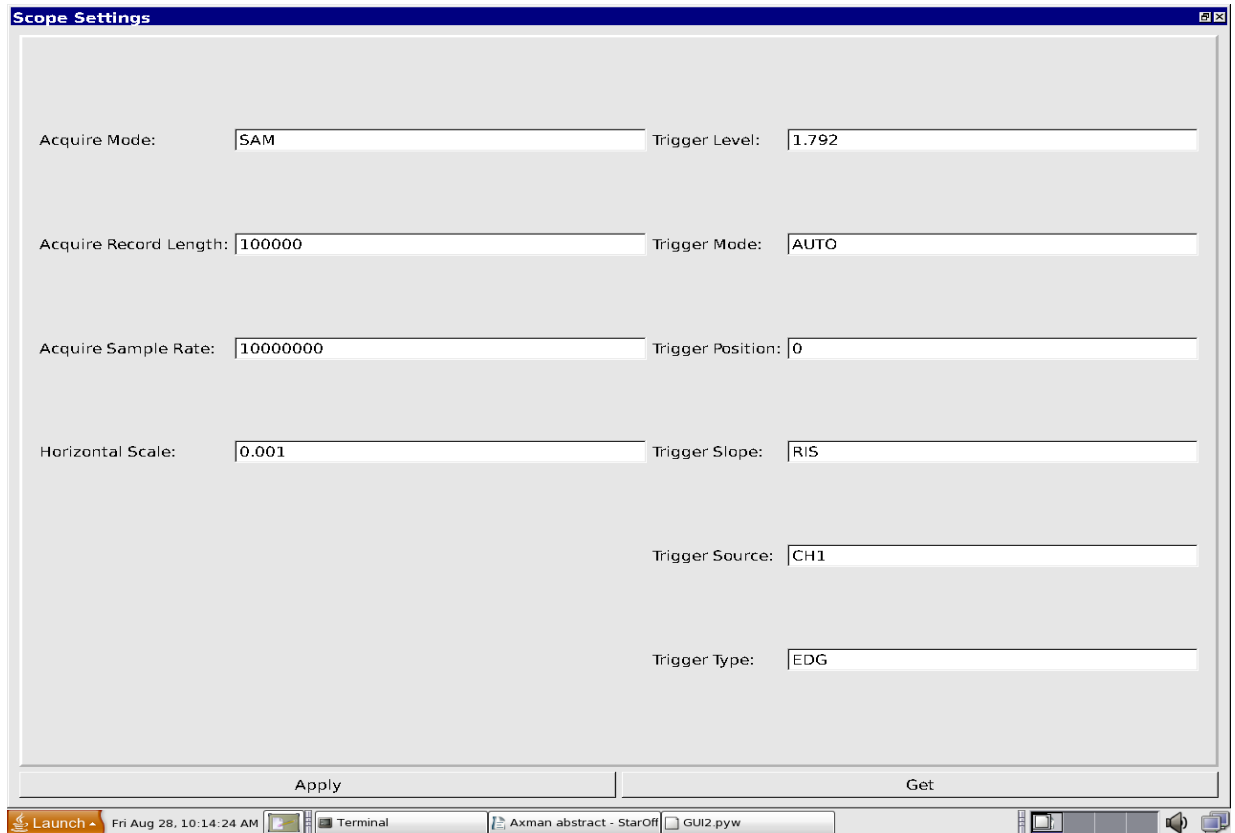 Scope Settings
Acquire Mode: SAM Trigger Level: 1.792
Acquire Record Length: 100000 Trigger Mode: AUTO
Acquire Sample Rate: 10000000 Trigger Position: 0
Horizontal Scale: 0.001 Trigger Slope: RIS
Trigger Source: CH1
Trigger Type: EDG
Apply Get
Launch Fri Aug 28, 10:14:24 AM Terminal Axman abstract - StarOff GUI2.pyw